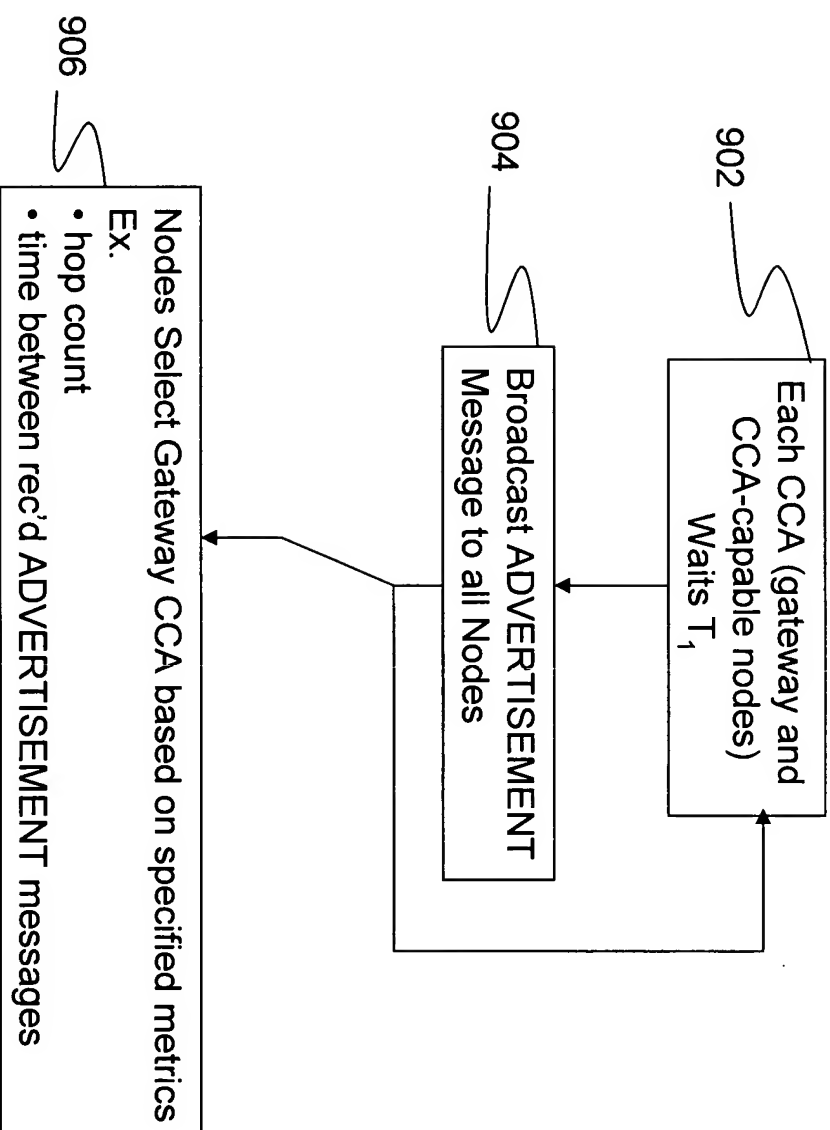 902
Each CCA (gateway and
CCA-capable nodes)
Waits T₁
904
Broadcast ADVERTISEMENT
Message to all Nodes
906
Nodes Select Gateway CCA based on specified metrics
Ex.
• hop count
• time between rec'd ADVERTISEMENT messages